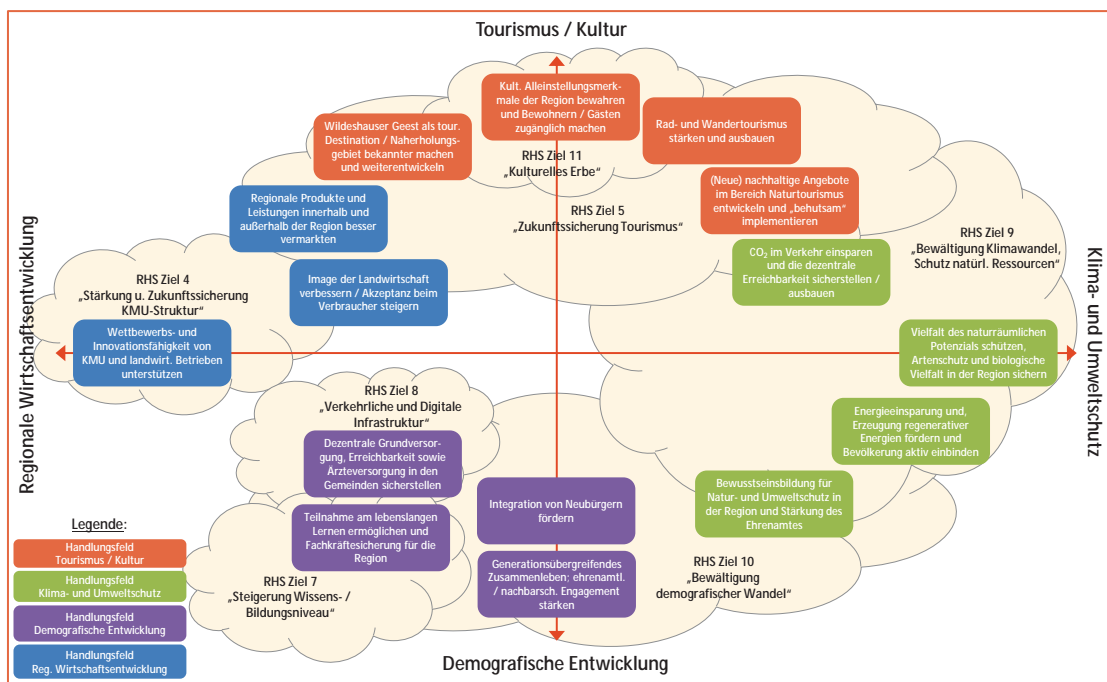 Tourismus / Kultur
Kult. Alleinstellungsmerk-
male der Region bewahren
und Bewohnern / Gästen
zugänglich machen
Wildeshauser Geest als tour.
Destination / Naherholungs-
gebiet bekannter machen
und weiterentwickeln
Rad- und Wandertourismus
stärken und ausbauen
RHS Ziel 11
„Kulturelles Erbe“
(Neue) nachhaltige Angebote
im Bereich Naturtourismus
entwickeln und „behutsam“
implementieren
Regionale Produkte und
Leistungen innerhalb und
außerhalb der Region besser
vermarkten
RHS Ziel 5
„Zukunftssicherung Tourismus“
RHS Ziel 9
„Bewältigung Klimawandel,
Schutz natürl. Ressourcen“
CO₂ im Verkehr einsparen
und die dezentrale
Erreichbarkeit sicherstellen /
ausbauen
RHS Ziel 4
„Stärkung u. Zukunftssicherung
KMU-Struktur“
Image der Landwirtschaft
verbessern / Akzeptanz beim
Verbraucher steigern
Regionale Wirtschaftsentwicklung
Klima- und Umweltschutz
Wettbewerbs- und
Innovationsfähigkeit von
KMU und landwirt. Betrieben
unterstützen
Vielfalt des naturräumlichen
Potenzials schützen,
Artenschutz und biologische
Vielfalt in der Region sichern
RHS Ziel 8
„Verkehrliche und Digitale
Infrastruktur“
Energieeinsparung und,
Erzeugung regenerativer
Energien fördern und
Bevölkerung aktiv einbinden
Dezentrale Grundversor-
gung, Erreichbarkeit sowie
Ärzteversorgung in den
Gemeinden sicherstellen
Bewusstseinsbildung für
Natur- und Umweltschutz in
der Region und Stärkung des
Ehrenamtes
Integration von Neubürgern
fördern
Teilnahme am lebenslangen
Lernen ermöglichen und
Fachkräftesicherung für die
Region
Generationsübergreifendes
Zusammenleben; ehrenamtl.
/ nachbarsch. Engagement
stärken
RHS Ziel 10
„Bewältigung
demografischer Wandel“
RHS Ziel 7
„Steigerung Wissens- /
Bildungsniveau“
Demografische Entwicklung
Legende:
Handlungsfeld
Tourismus / Kultur
Handlungsfeld
Klima- und Umweltschutz
Handlungsfeld
Demografische Entwicklung
Handlungsfeld
Reg. Wirtschaftsentwicklung